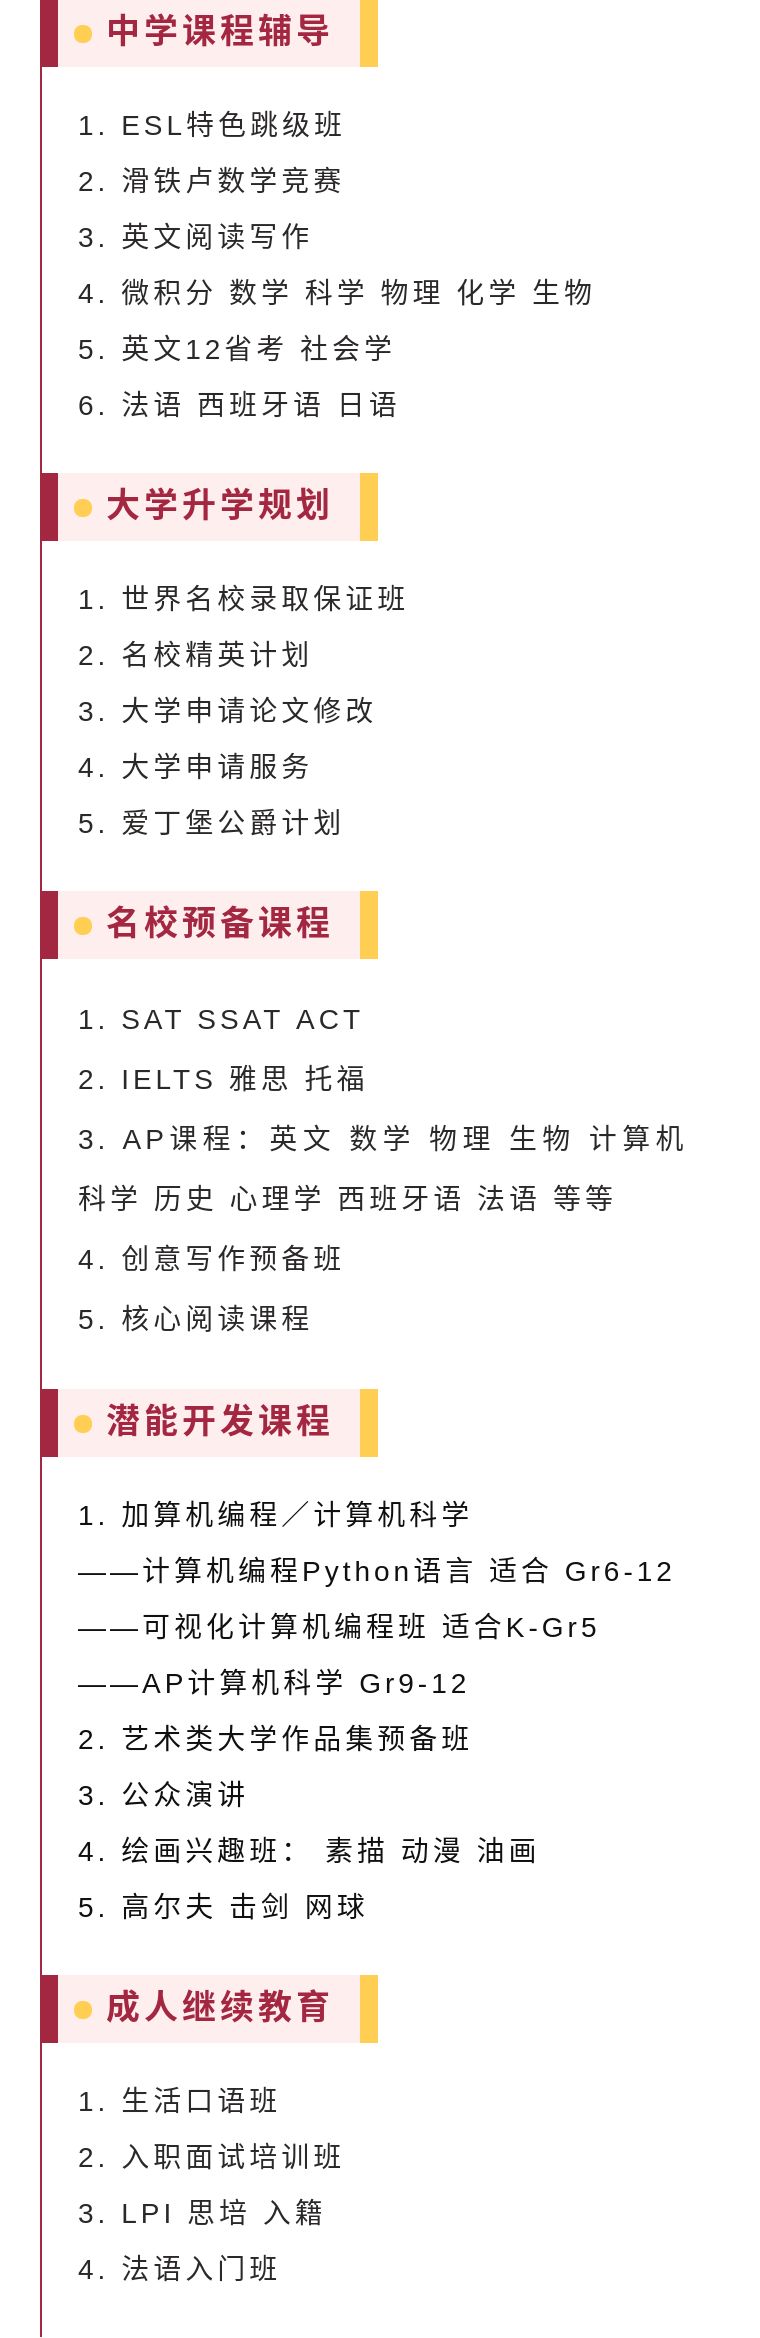 中学课程辅导
1. ESL特色跳级班
2. 滑铁卢数学竞赛
3. 英文阅读写作
4. 微积分 数学 科学 物理 化学 生物
5. 英文12省考 社会学
6. 法语 西班牙语 日语
大学升学规划
1. 世界名校录取保证班
2. 名校精英计划
3. 大学申请论文修改
4. 大学申请服务
5. 爱丁堡公爵计划
名校预备课程
1. SAT SSAT ACT
2. IELTS 雅思 托福
3. AP课程：英文 数学 物理 生物 计算机
科学 历史 心理学 西班牙语 法语 等等
4. 创意写作预备班
5. 核心阅读课程
潜能开发课程
1. 加算机编程／计算机科学
——计算机编程Python语言 适合 Gr6-12
——可视化计算机编程班 适合K-Gr5
——AP计算机科学 Gr9-12
2. 艺术类大学作品集预备班
3. 公众演讲
4. 绘画兴趣班： 素描 动漫 油画
5. 高尔夫 击剑 网球
成人继续教育
1. 生活口语班
2. 入职面试培训班
3. LPI 思培 入籍
4. 法语入门班